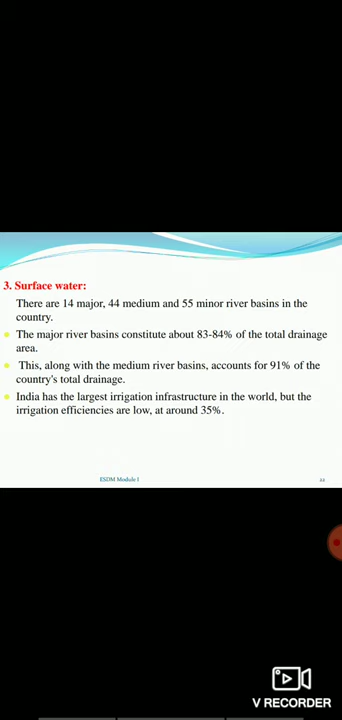 3. Surface water:
There are 14 major, 44 medium and 55 minor river basins in the
country.
The major river basins constitute about 83-84% of the total drainage
area.
This, along with the medium river basins, accounts for 91% of the
country's total drainage.
India has the largest irrigation infrastructure in the world, but the
irrigation efficiencies are low, at around 35%.
ESDM Module I
44
V RECORDER